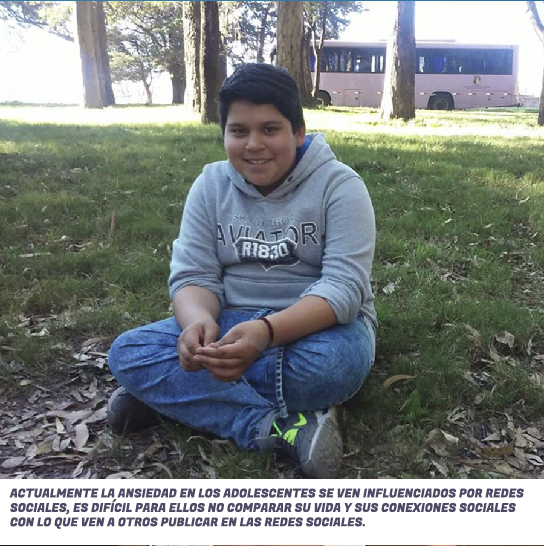 AVIATOR
R1830
ACTUALMENTE LA ANSIEDAD EN LOS ADOLESCENTES SE VEN INFLUENCIADOS POR REDES
SOCIALES, ES DIFÍCIL PARA ELLOS NO COMPARAR SU VIDA Y SUS CONEXIONES SOCIALES
CON LO QUE VEN A OTROS PUBLICAR EN LAS REDES SOCIALES.